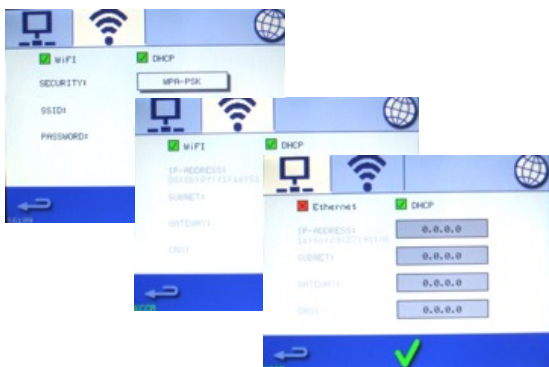 WiFI DHCP
SECURITY: WPA-PSK
SSID:
PASSWORD:
WiFI DHCP
IP-ADDRESS:
SUBNET:
GATEWAY:
DNS:
Ethernet DHCP
IP-ADDRESS: 0.0.0.0
SUBNET: 0.0.0.0
GATEWAY: 0.0.0.0
DNS: 0.0.0.0